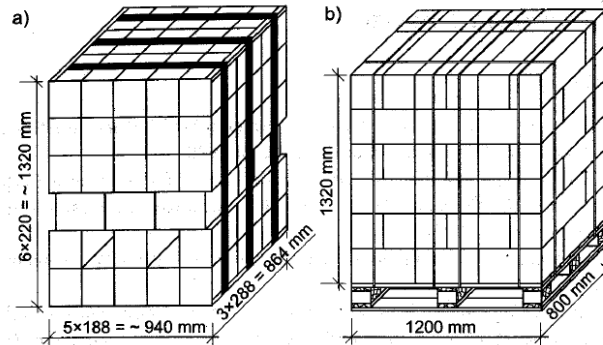 a)
b)
6×220 = ~ 1320 mm
5×188 = ~ 940 mm
3×288 = 864 mm
1320 mm
1200 mm
800 mm